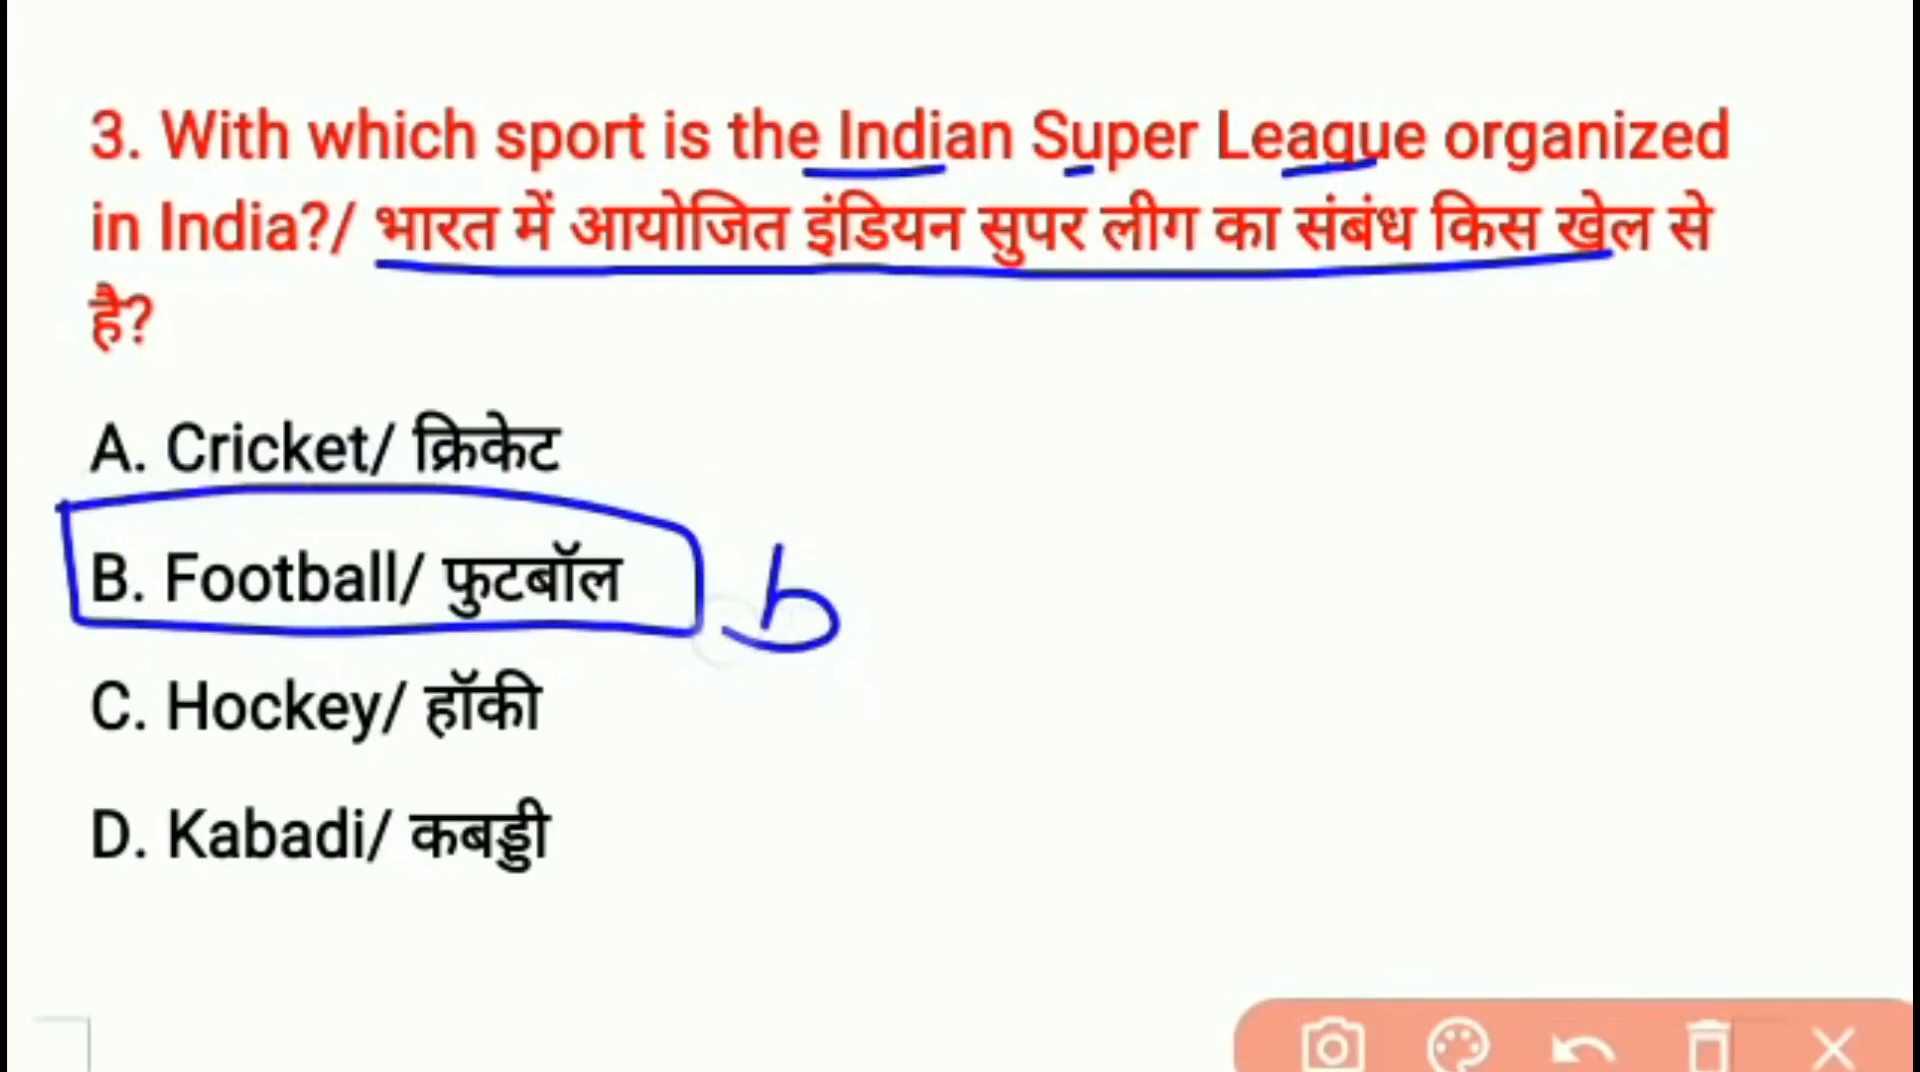 3. With which sport is the Indian Super League organized
in India?/ भारत में आयोजित इंडियन सुपर लीग का संबंध किस खेल से
है?
A. Cricket/ क्रिकेट
B. Football/ फुटबॉल
b
C. Hockey/ हॉकी
D. Kabadi/ कबड्डी